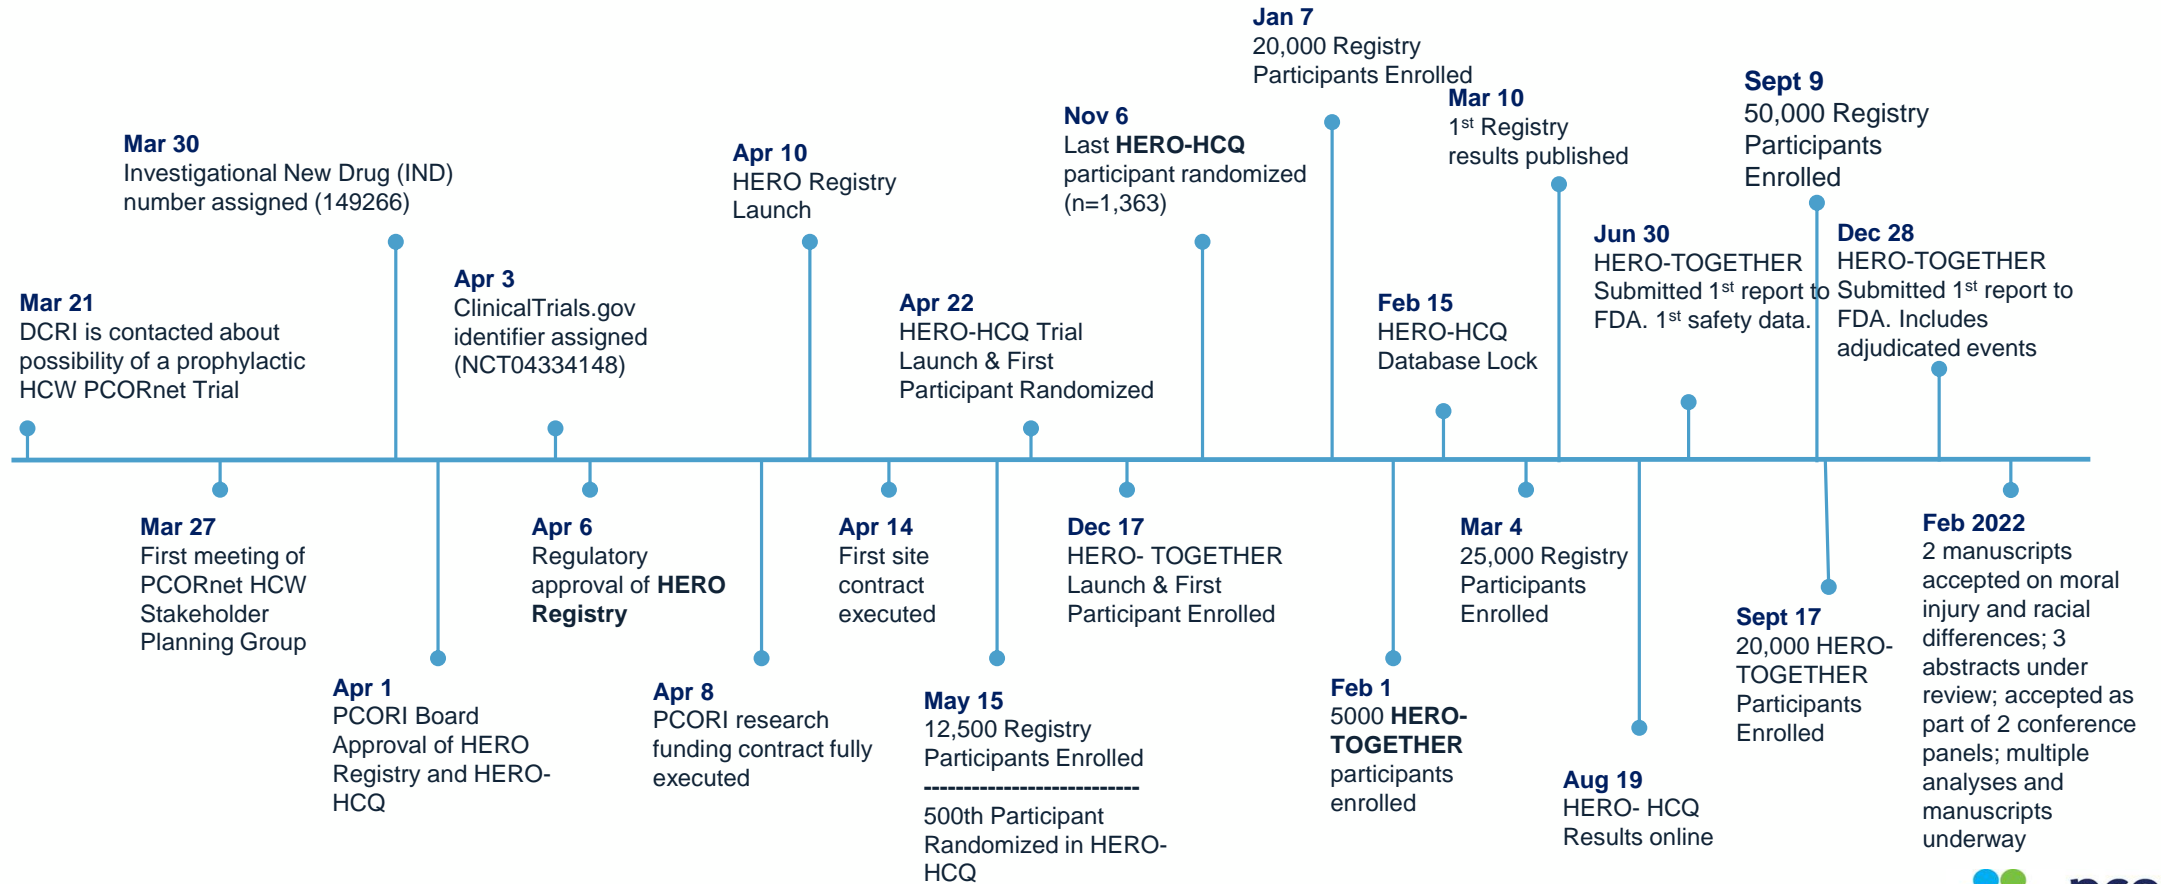 Jan 7
20,000 Registry
Participants Enrolled
Mar 30
Investigational New Drug (IND)
number assigned (149266)
Apr 10
HERO Registry
Launch
Nov 6
Last HERO-HCQ
participant randomized
(n=1,363)
Mar 10
1st Registry
results published
Sept 9
50,000 Registry
Participants
Enrolled
Mar 21
DCRI is contacted about
possibility of a prophylactic
HCW PCORnet Trial
Apr 3
ClinicalTrials.gov
identifier assigned
(NCT04334148)
Apr 22
HERO-HCQ Trial
Launch & First
Participant Randomized
Feb 15
HERO-HCQ
Database Lock
Jun 30
HERO-TOGETHER
Submitted 1st report to
FDA. 1st safety data.
Dec 28
HERO-TOGETHER
Submitted 1st report to
FDA. Includes
adjudicated events
Mar 27
First meeting of
PCORnet HCW
Stakeholder
Planning Group
Apr 1
PCORI Board
Approval of HERO
Registry and HERO-
HCQ
Apr 6
Regulatory
approval of HERO
Registry
Apr 8
PCORI research
funding contract fully
executed
Apr 14
First site
contract
executed
May 15
12,500 Registry
Participants Enrolled
---------------------------
500th Participant
Randomized in HERO-
HCQ
Dec 17
HERO- TOGETHER
Launch & First
Participant Enrolled
Feb 1
5000 HERO-
TOGETHER
participants
enrolled
Mar 4
25,000 Registry
Participants
Enrolled
Aug 19
HERO- HCQ
Results online
Sept 17
20,000 HERO-
TOGETHER
Participants
Enrolled
Feb 2022
2 manuscripts
accepted on moral
injury and racial
differences; 3
abstracts under
review; accepted as
part of 2 conference
panels; multiple
analyses and
manuscripts
underway